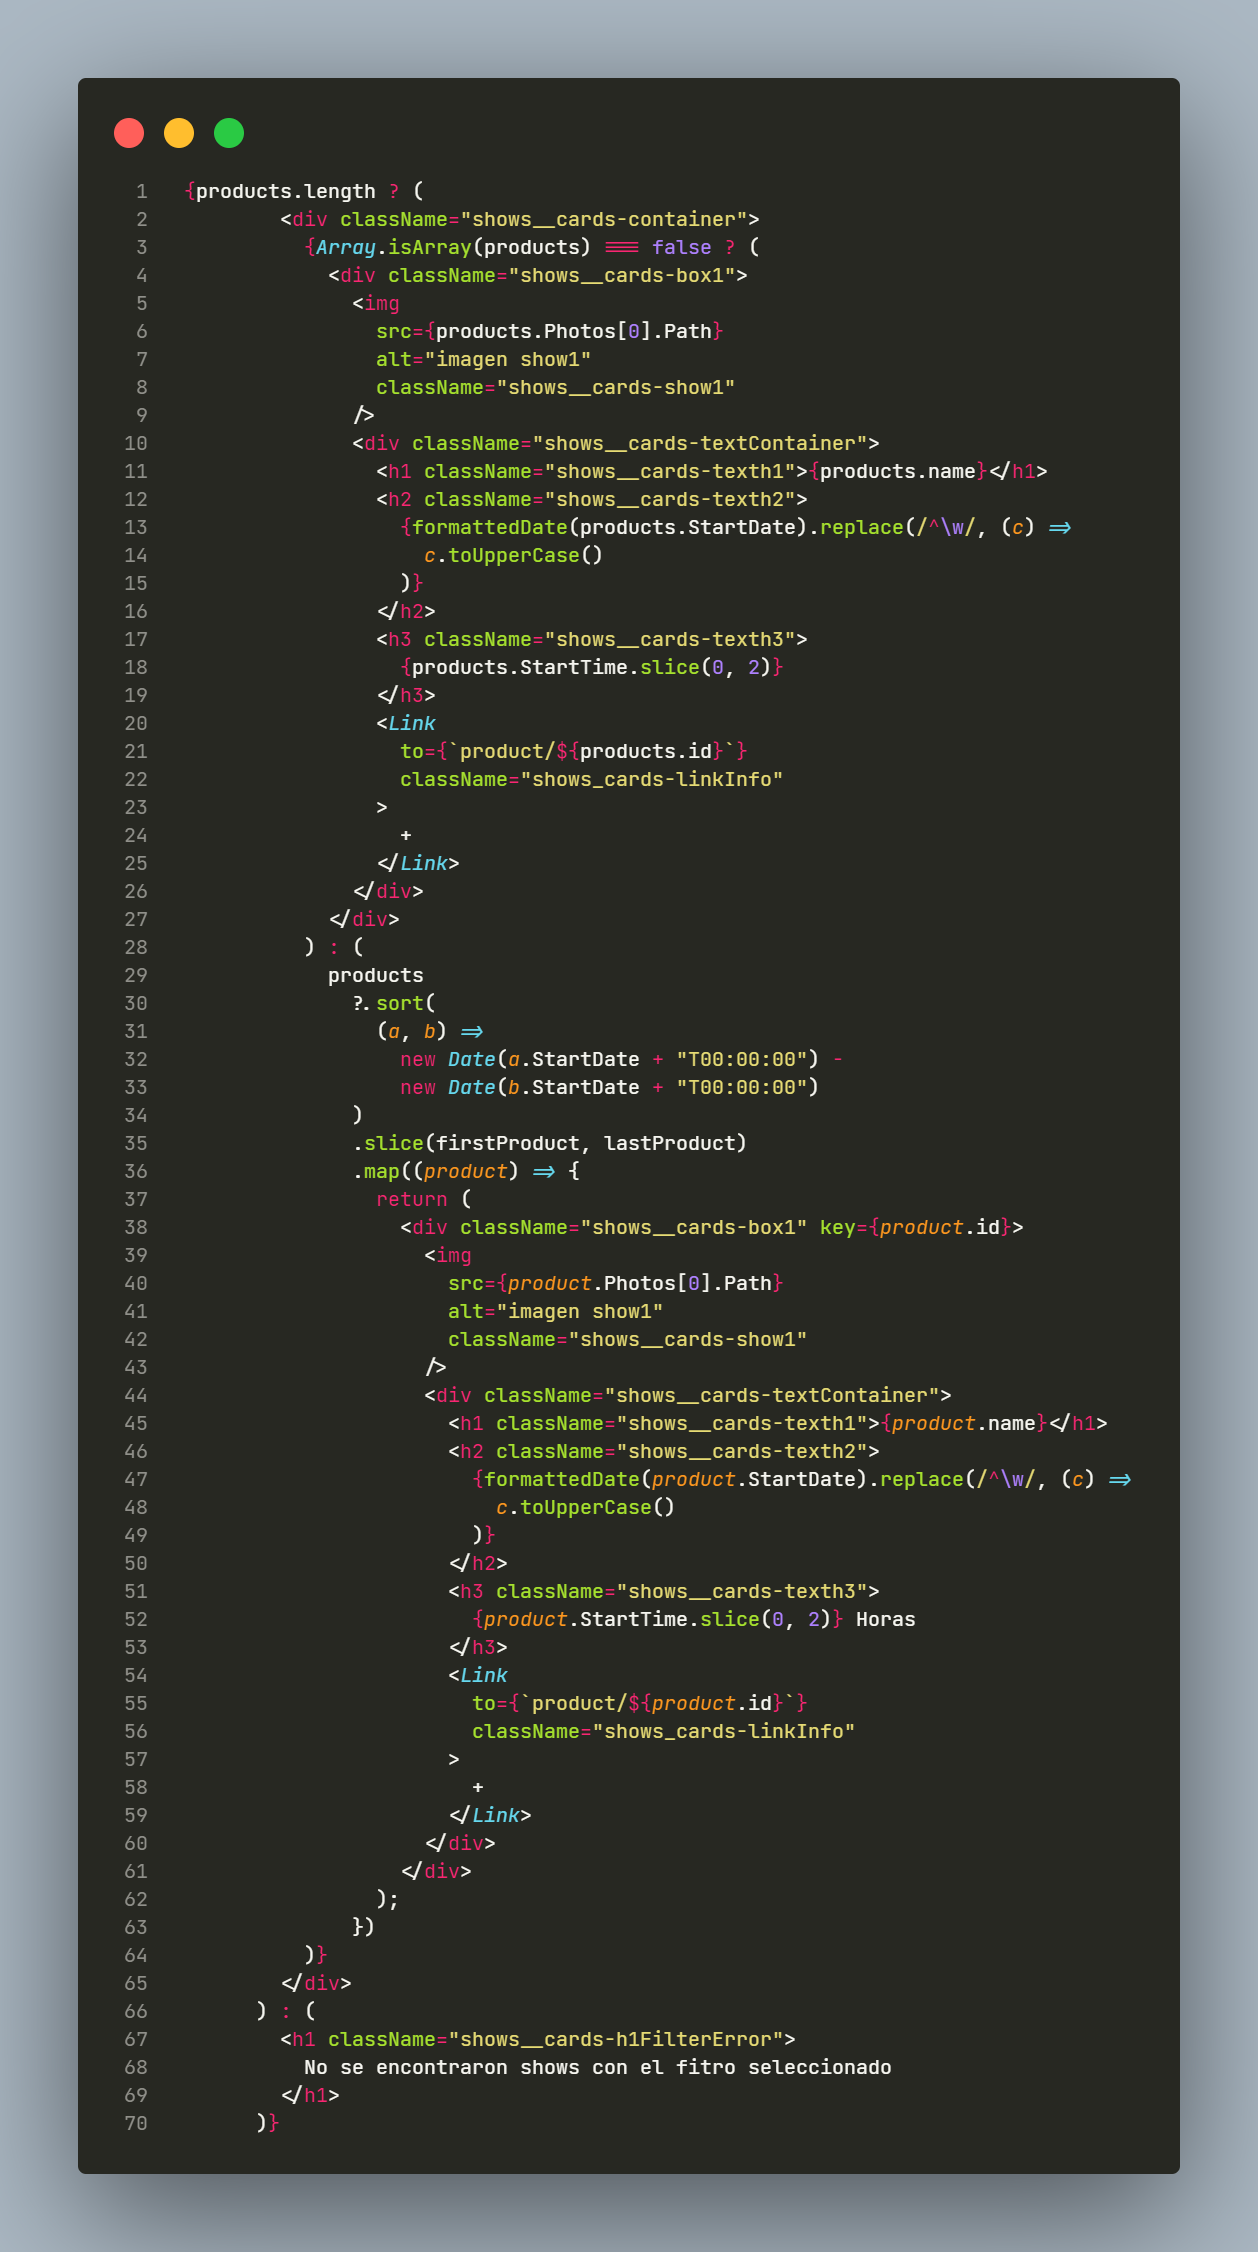 1 {products.length ? (
2 <div className="shows__cards-container">
3 {Array.isArray(products) === false ? (
4 <div className="shows__cards-box1">
5 <img
6 src={products.Photos[0].Path}
7 alt="imagen show1"
8 className="shows__cards-show1"
9 />
10 <div className="shows__cards-textContainer">
11 <h1 className="shows__cards-texth1">{products.name}</h1>
12 <h2 className="shows__cards-texth2">
13 {formattedDate(products.StartDate).replace(/^\w/, (c) =>
14 c.toUpperCase()
15 )}
16 </h2>
17 <h3 className="shows__cards-texth3">
18 {products.StartTime.slice(0, 2)}
19 </h3>
20 <Link
21 to={`product/${products.id}`}
22 className="shows_cards-linkInfo"
23 >
24 +
25 </Link>
26 </div>
27 </div>
28 ) : (
29 products
30 ?.sort(
31 (a, b) =>
32 new Date(a.StartDate + "T00:00:00") -
33 new Date(b.StartDate + "T00:00:00")
34 )
35 .slice(firstProduct, lastProduct)
36 .map((product) => {
37 return (
38 <div className="shows__cards-box1" key={product.id}>
39 <img
40 src={product.Photos[0].Path}
41 alt="imagen show1"
42 className="shows__cards-show1"
43 />
44 <div className="shows__cards-textContainer">
45 <h1 className="shows__cards-texth1">{product.name}</h1>
46 <h2 className="shows__cards-texth2">
47 {formattedDate(product.StartDate).replace(/^\w/, (c) =>
48 c.toUpperCase()
49 )}
50 </h2>
51 <h3 className="shows__cards-texth3">
52 {product.StartTime.slice(0, 2)} Horas
53 </h3>
54 <Link
55 to={`product/${product.id}`}
56 className="shows_cards-linkInfo"
57 >
58 +
59 </Link>
60 </div>
61 </div>
62 );
63 })
64 )}
65 </div>
66 ) : (
67 <h1 className="shows__cards-h1FilterError">
68 No se encontraron shows con el fitro seleccionado
69 </h1>
70 )}